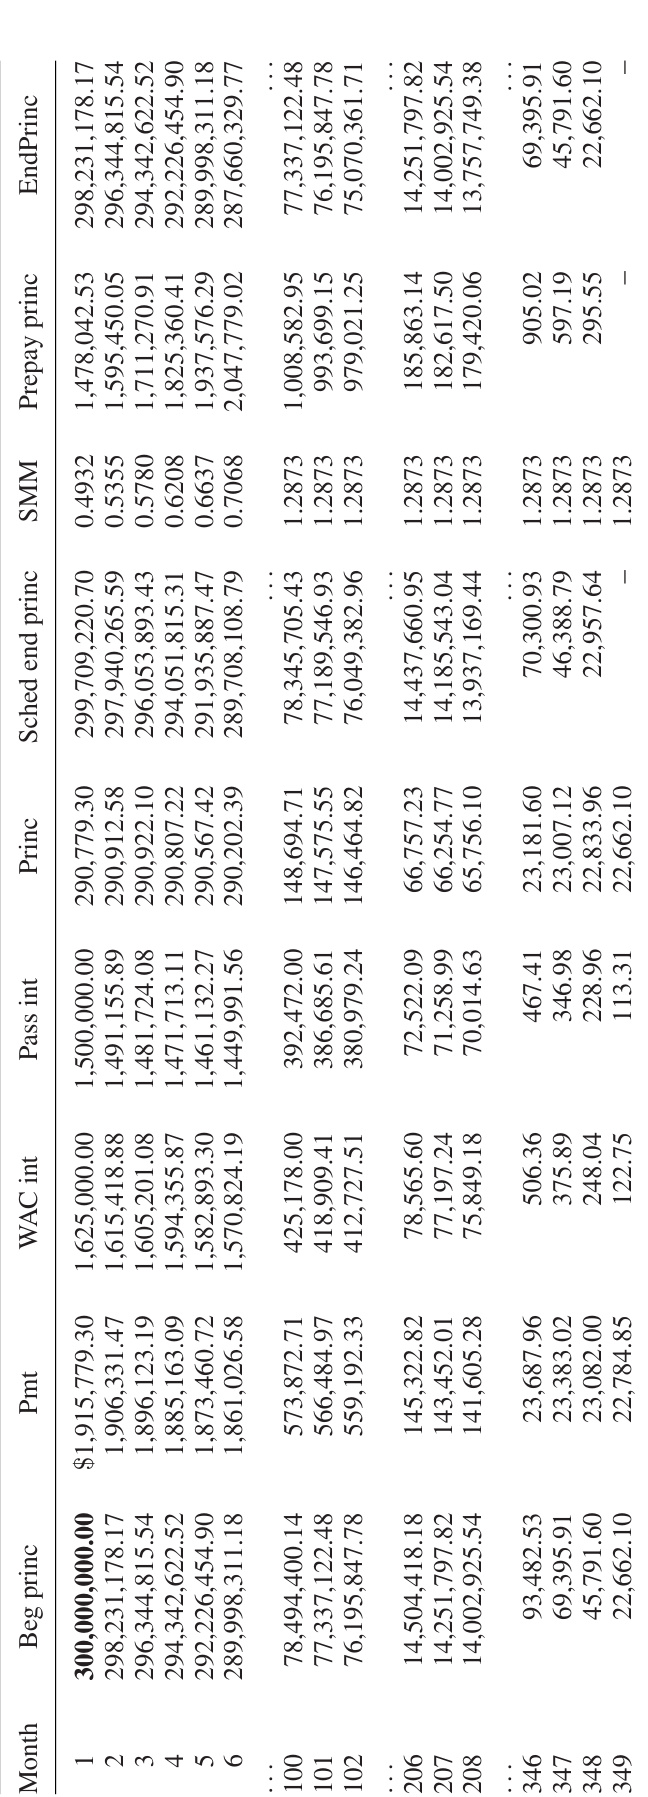 Month Beg princ Pmt WAC int Pass int Princ Sched end princ SMM Prepay princ EndPrinc
1 300,000,000.00 $1,915,779.30 1,625,000.00 1,500,000.00 290,779.30 299,709,220.70 0.4932 1,478,042.53 298,231,178.17
2 298,231,178.17 1,906,331.47 1,615,418.88 1,491,155.89 290,912.58 297,940,265.59 0.5355 1,595,450.05 296,344,815.54
3 296,344,815.54 1,896,123.19 1,605,201.08 1,481,724.08 290,922.10 296,053,893.43 0.5780 1,711,270.91 294,342,622.52
4 294,342,622.52 1,885,163.09 1,594,355.87 1,471,713.11 290,807.22 294,051,815.31 0.6208 1,825,360.41 292,226,454.90
5 292,226,454.90 1,873,460.72 1,582,893.30 1,461,132.27 290,567.42 291,935,887.47 0.6637 1,937,576.29 289,998,311.18
6 289,998,311.18 1,861,026.58 1,570,824.19 1,449,991.56 290,202.39 289,708,108.79 0.7068 2,047,779.02 287,660,329.77
... ... ...
100 78,494,400.14 573,872.71 425,178.00 392,472.00 148,694.71 78,345,705.43 1.2873 1,008,582.95 77,337,122.48
101 77,337,122.48 566,484.97 418,909.41 386,685.61 147,575.55 77,189,546.93 1.2873 993,699.15 76,195,847.78
102 76,195,847.78 559,192.33 412,727.51 380,979.24 146,464.82 76,049,382.96 1.2873 979,021.25 75,070,361.71
... ... ...
206 14,504,418.18 145,322.82 78,565.60 72,522.09 66,757.23 14,437,660.95 1.2873 185,863.14 14,251,797.82
207 14,251,797.82 143,452.01 77,197.24 71,258.99 66,254.77 14,185,543.04 1.2873 182,617.50 14,002,925.54
208 14,002,925.54 141,605.28 75,849.18 70,014.63 65,756.10 13,937,169.44 1.2873 179,420.06 13,757,749.38
... ... ...
346 93,482.53 23,687.96 506.36 467.41 23,181.60 70,300.93 1.2873 905.02 69,395.91
347 69,395.91 23,383.02 375.89 346.98 23,007.12 46,388.79 1.2873 597.19 45,791.60
348 45,791.60 23,082.00 248.04 228.96 22,833.96 22,957.64 1.2873 295.55 22,662.10
349 22,662.10 22,784.85 122.75 113.31 22,662.10 – 1.2873 – –